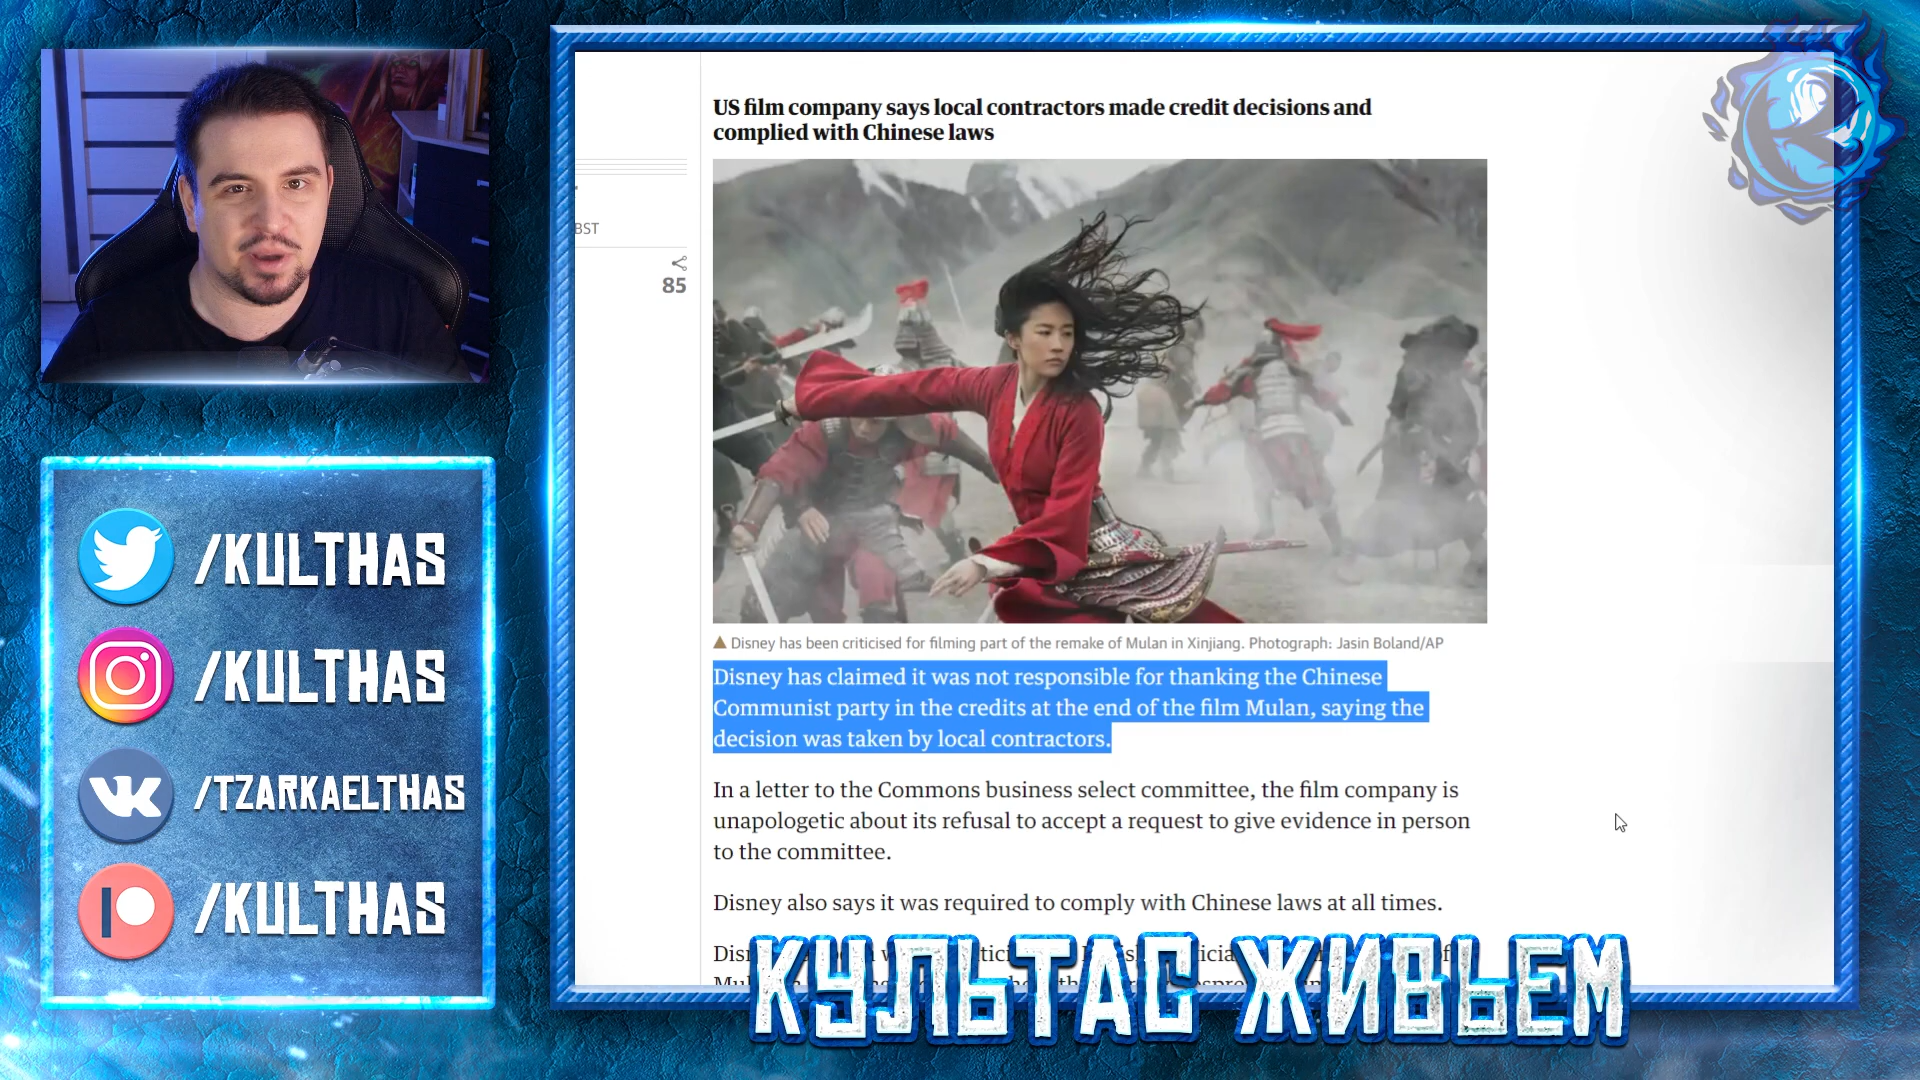 /KULTHAS
/KULTHAS
/TZARKAELTHAS
/KULTHAS
BST
85
US film company says local contractors made credit decisions and
complied with Chinese laws
Disney has been criticised for filming part of the remake of Mulan in Xinjiang. Photograph: Jasin Boland/AP
Disney has claimed it was not responsible for thanking the Chinese
Communist party in the credits at the end of the film Mulan, saying the
decision was taken by local contractors.
In a letter to the Commons business select committee, the film company is
unapologetic about its refusal to accept a request to give evidence in person
to the committee.
Disney also says it was required to comply with Chinese laws at all times.
КУЛЬТАС ЖИВЬЕМ